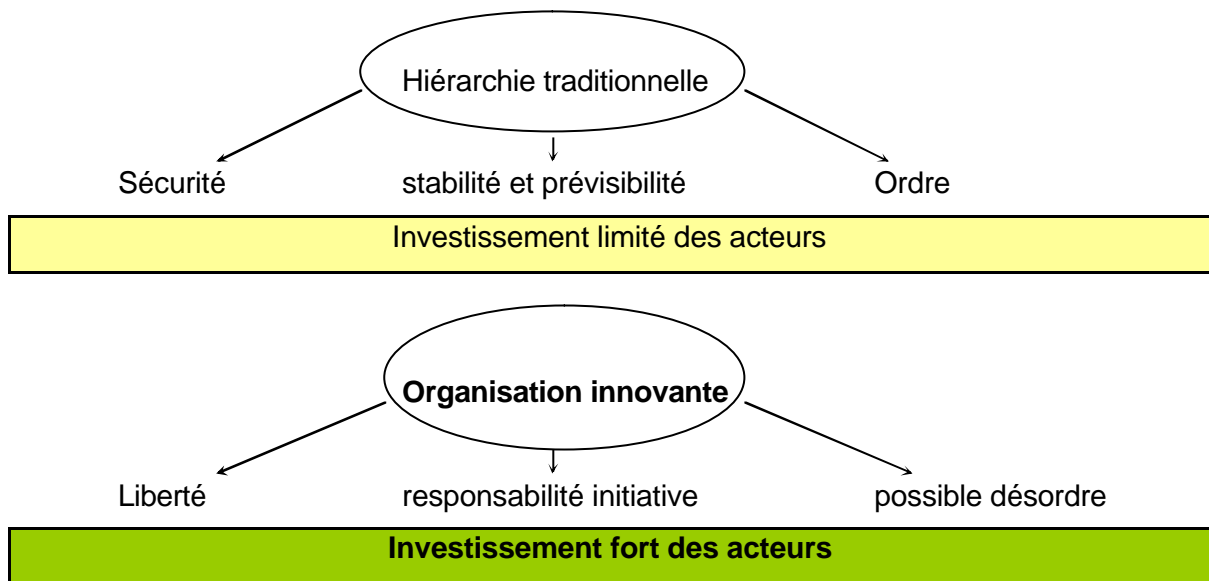 Hiérarchie traditionnelle
Sécurité stabilité et prévisibilité Ordre
Investissement limité des acteurs
Organisation innovante
Liberté responsabilité initiative possible désordre
Investissement fort des acteurs